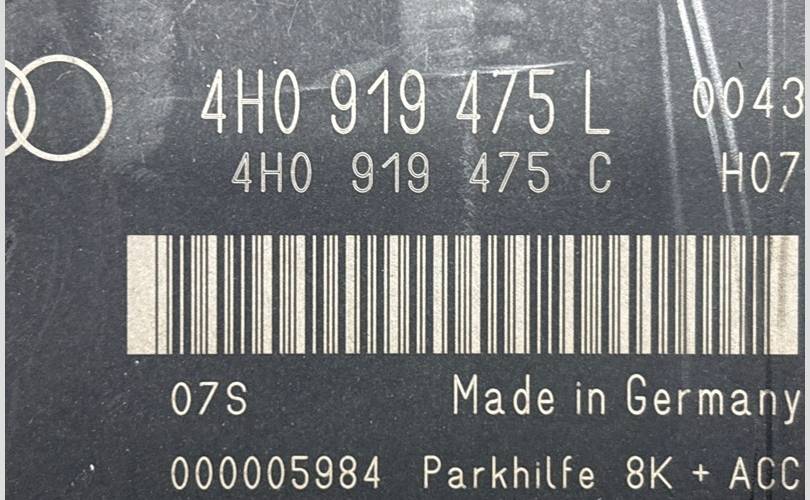 4H0 919 475 L 0043
4H0 919 475 C H07
07S Made in Germany
000005984 Parkhilfe 8K + ACC